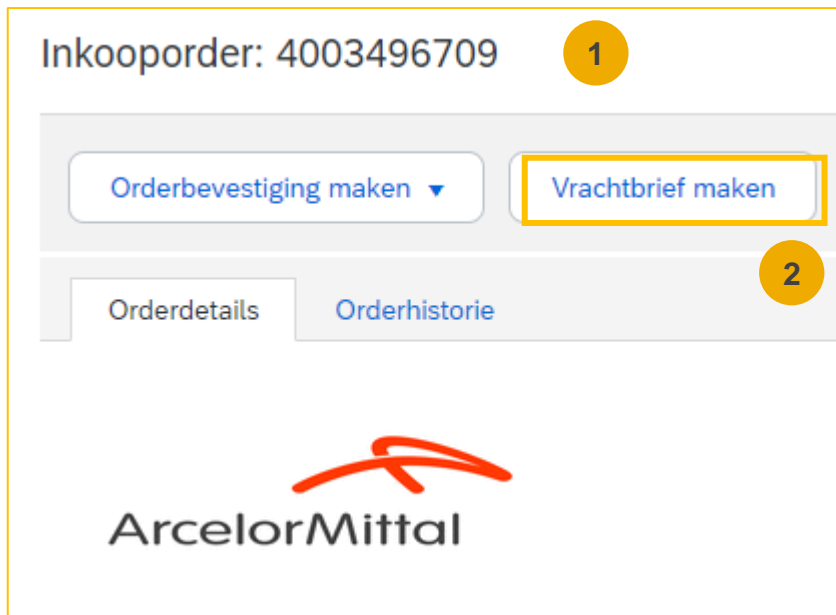 Inkooporder: 4003496709 1
Orderbevestiging maken Vrachtbrief maken
2
Orderdetails Orderhistorie
ArcelorMittal